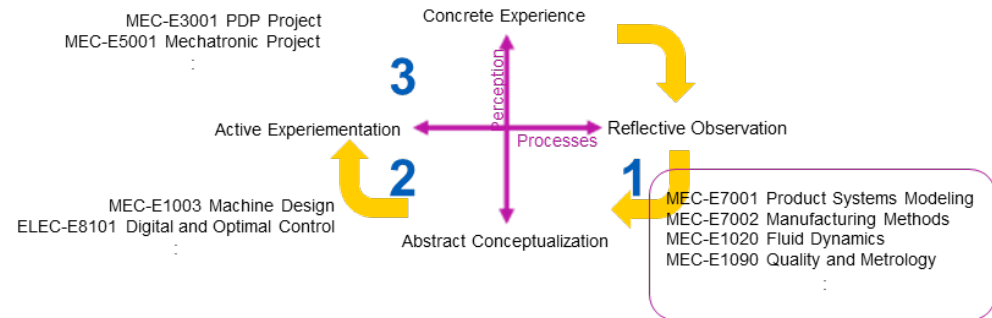 MEC-E3001 PDP Project
MEC-E5001 Mechatronic Project
:
Concrete Experience
3
Perception
Active Experiementation
Reflective Observation
Processes
2
1
MEC-E1003 Machine Design
ELEC-E8101 Digital and Optimal Control
:
Abstract Conceptualization
MEC-E7001 Product Systems Modeling
MEC-E7002 Manufacturing Methods
MEC-E1020 Fluid Dynamics
MEC-E1090 Quality and Metrology
: